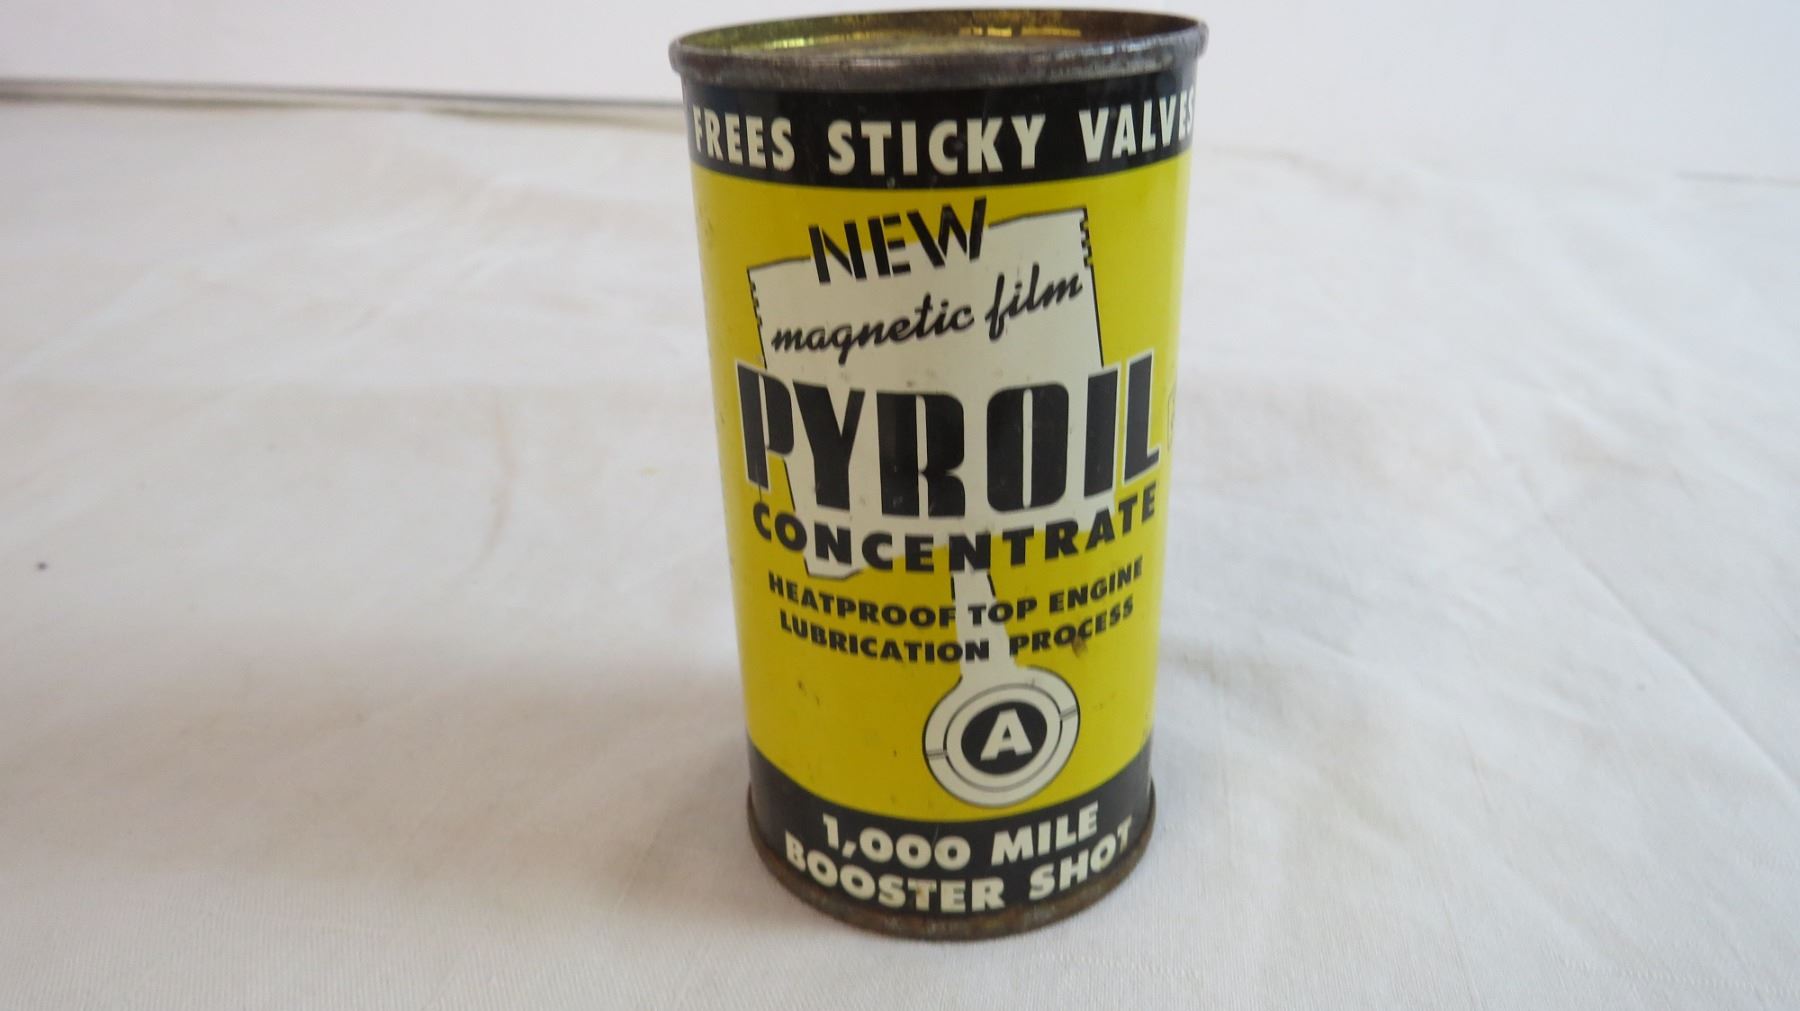 FREES STICKY VALVES
NEW
magnetic film
PYROIL
CONCENTRATE
HEATPROOF TOP ENGINE
LUBRICATION PROCESS
A
1,000 MILE
BOOSTER SHOT